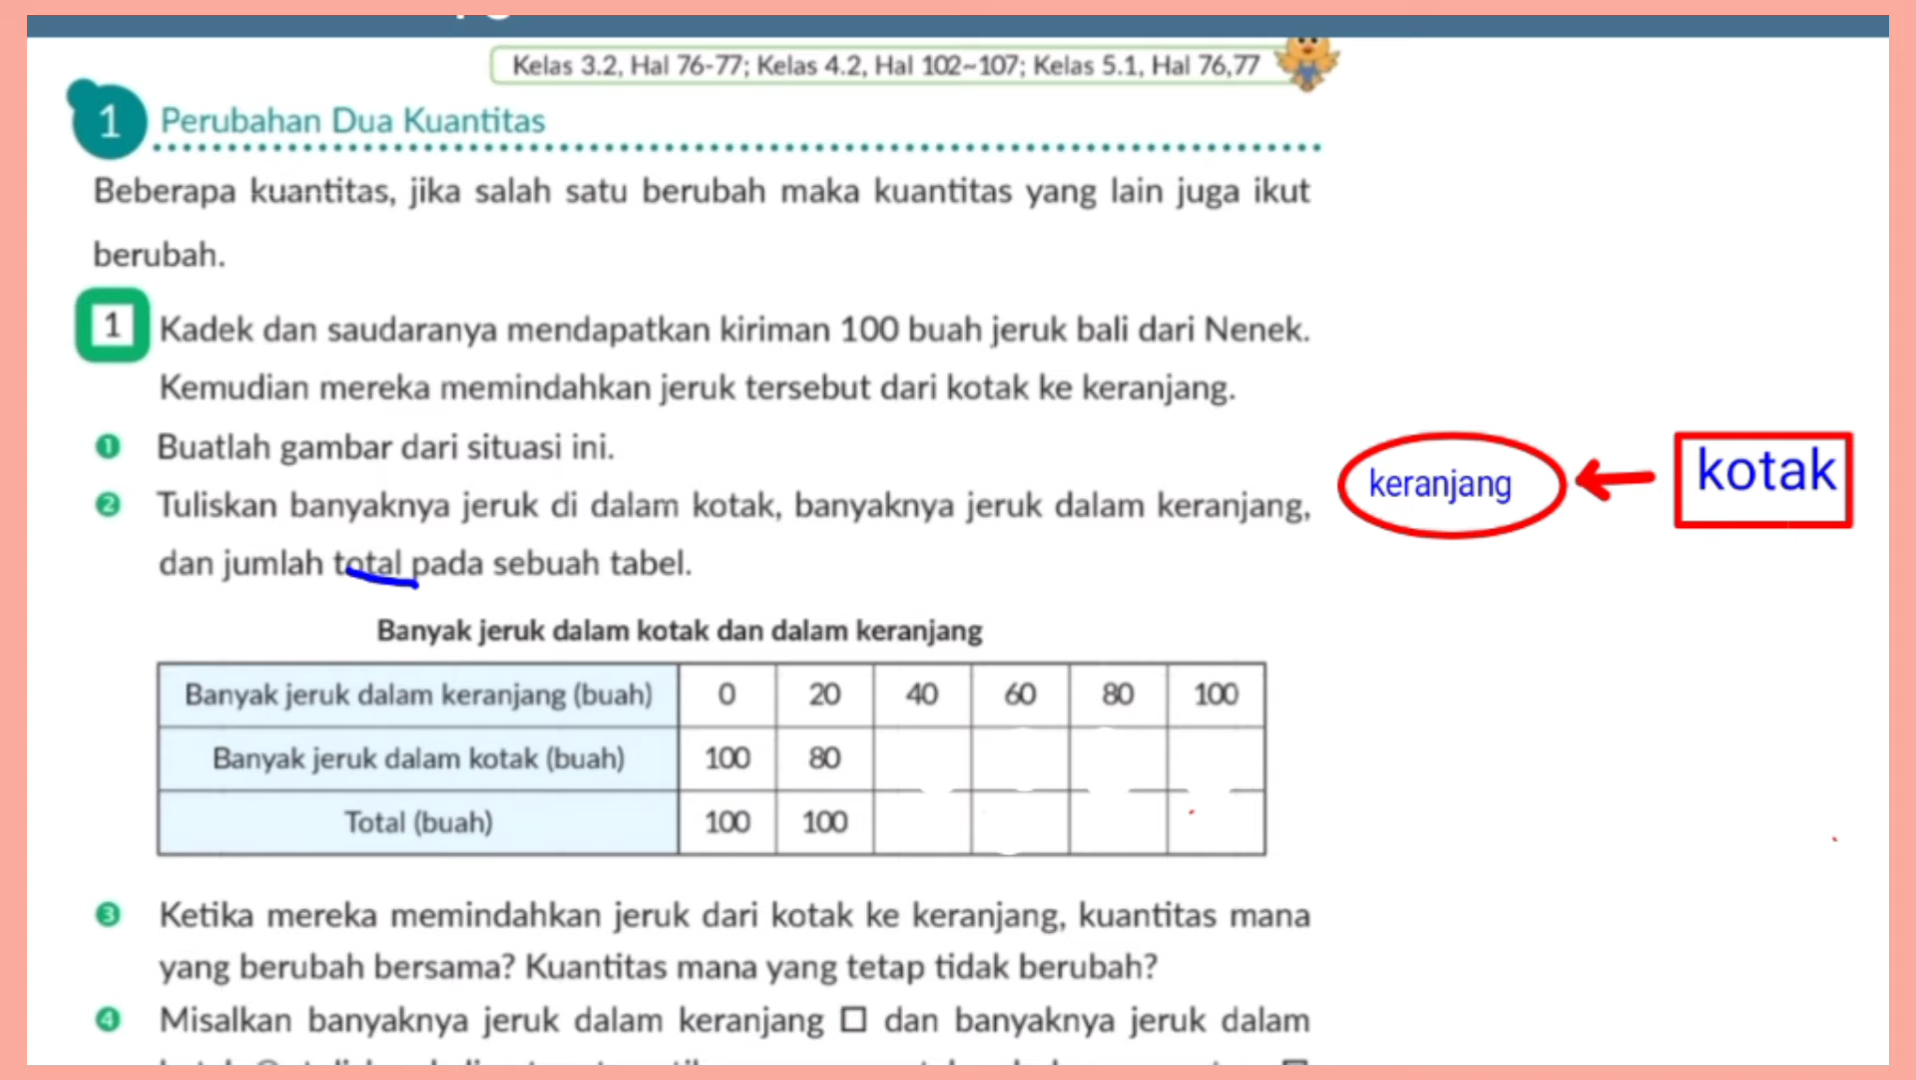 Kelas 3.2, Hal 76-77; Kelas 4.2, Hal 102~107; Kelas 5.1, Hal 76,77
1 Perubahan Dua Kuantitas
Beberapa kuantitas, jika salah satu berubah maka kuantitas yang lain juga ikut
berubah.
1 Kadek dan saudaranya mendapatkan kiriman 100 buah jeruk bali dari Nenek.
Kemudian mereka memindahkan jeruk tersebut dari kotak ke keranjang.
1 Buatlah gambar dari situasi ini.
2 Tuliskan banyaknya jeruk di dalam kotak, banyaknya jeruk dalam keranjang,
dan jumlah total pada sebuah tabel.
keranjang kotak
Banyak jeruk dalam kotak dan dalam keranjang
Banyak jeruk dalam keranjang (buah) 0 20 40 60 80 100
Banyak jeruk dalam kotak (buah) 100 80
Total (buah) 100 100
3 Ketika mereka memindahkan jeruk dari kotak ke keranjang, kuantitas mana
yang berubah bersama? Kuantitas mana yang tetap tidak berubah?
4 Misalkan banyaknya jeruk dalam keranjang □ dan banyaknya jeruk dalam